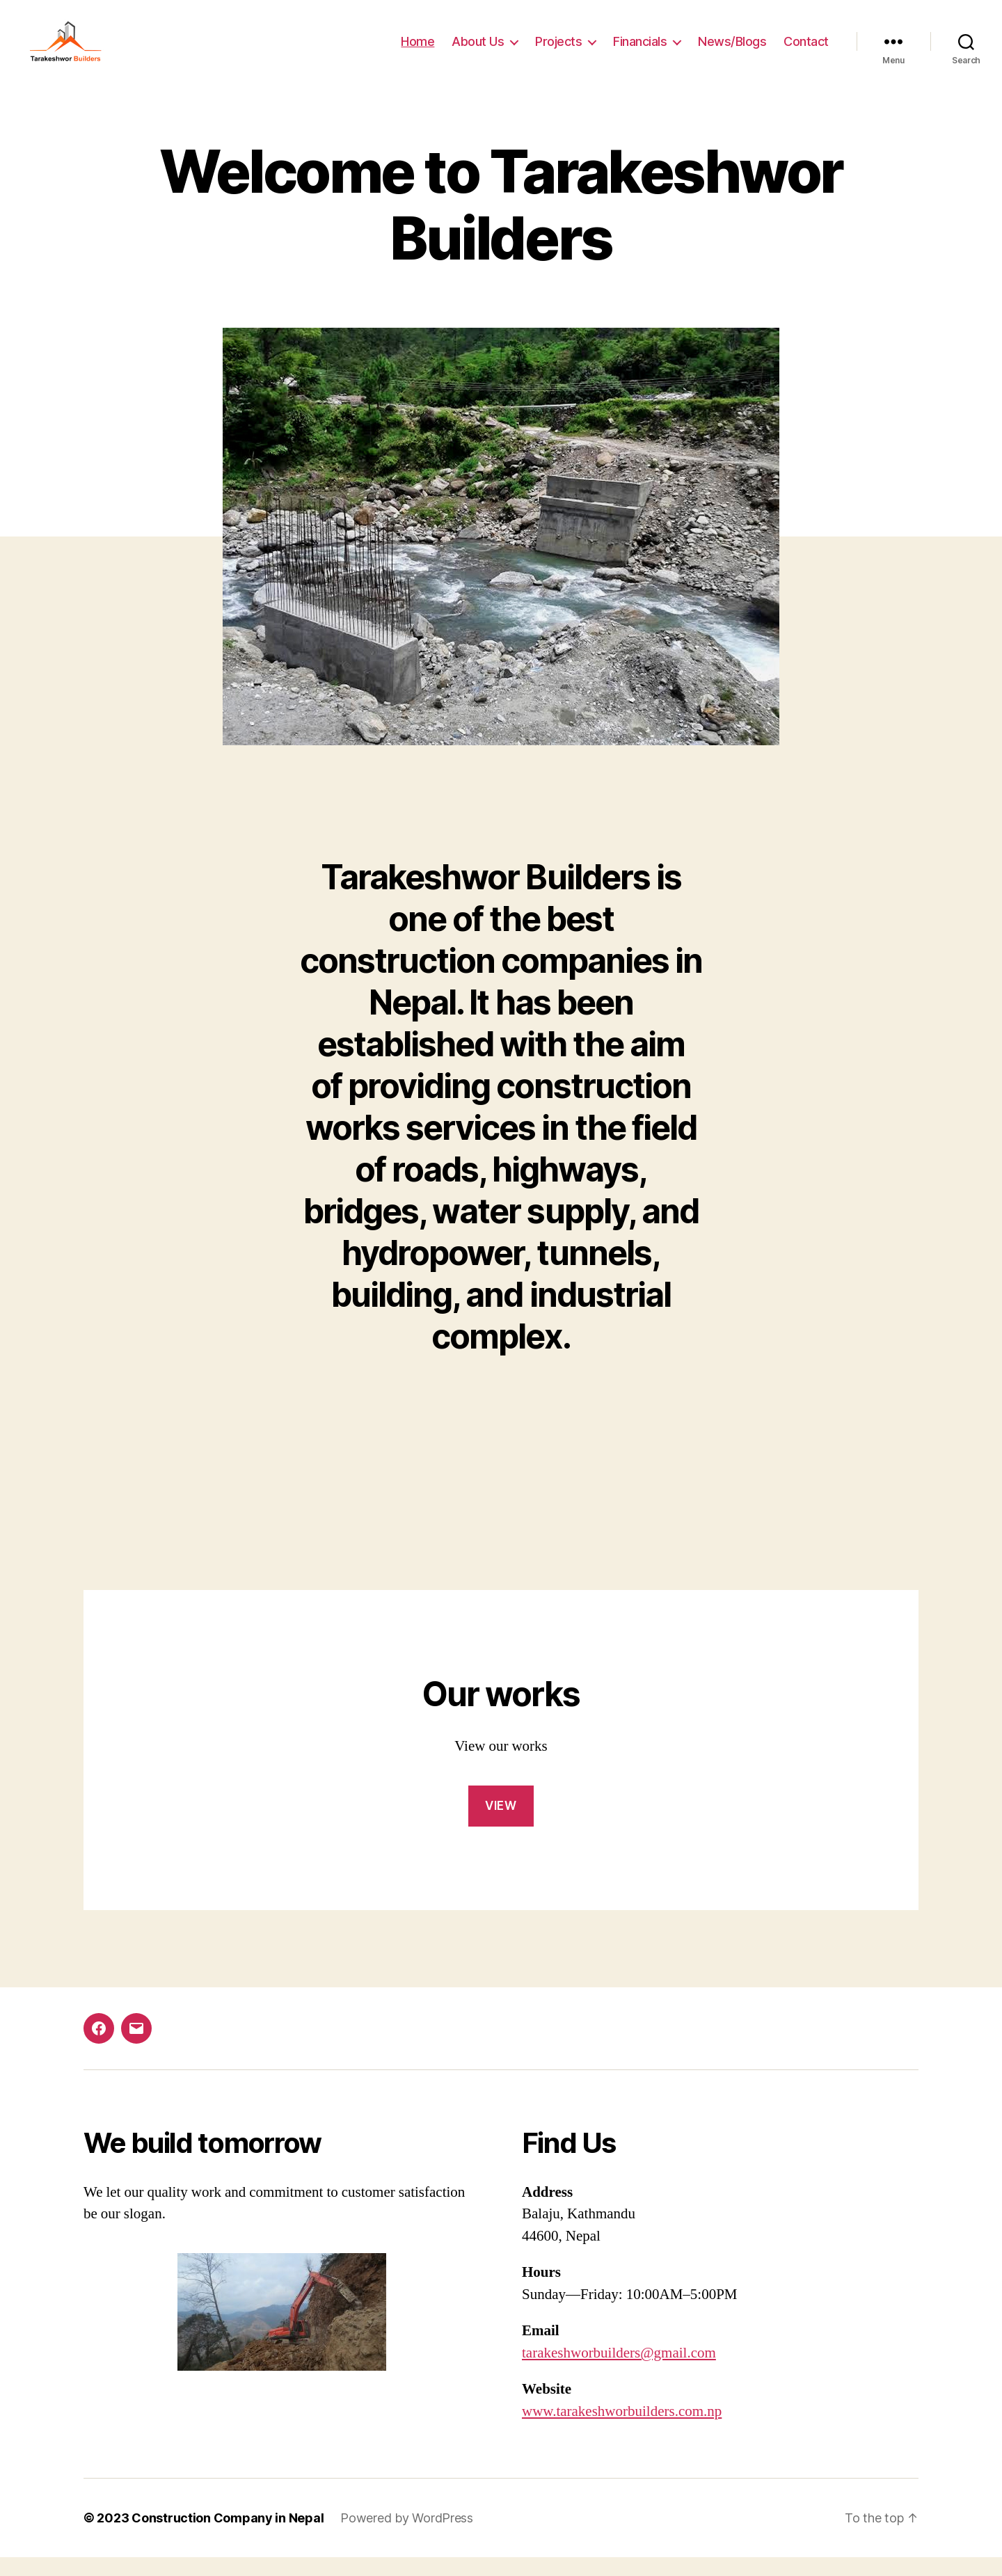 Tarakeshwor Builders
Home About Us Projects Financials News/Blogs Contact
Menu
Search
Welcome to Tarakeshwor
Builders
Tarakeshwor Builders is
one of the best
construction companies in
Nepal. It has been
established with the aim
of providing construction
works services in the field
of roads, highways,
bridges, water supply, and
hydropower, tunnels,
building, and industrial
complex.
Our works
View our works
VIEW
We build tomorrow
We let our quality work and commitment to customer satisfaction
be our slogan.
Find Us
Address
Balaju, Kathmandu
44600, Nepal
Hours
Sunday—Friday: 10:00AM–5:00PM
Email
tarakeshworbuilders@gmail.com
Website
www.tarakeshworbuilders.com.np
© 2023 Construction Company in Nepal Powered by WordPress
To the top ↑